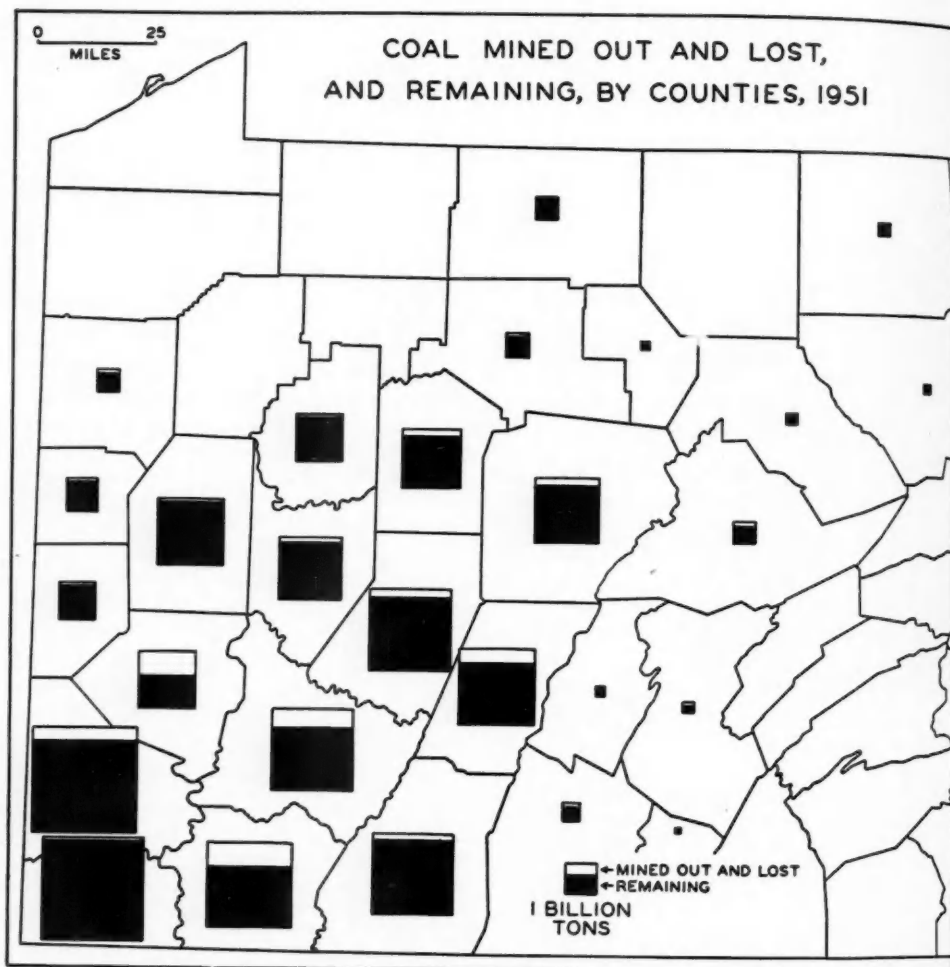 0 25
MILES
COAL MINED OUT AND LOST,
AND REMAINING, BY COUNTIES, 1951
←MINED OUT AND LOST
←REMAINING
1 BILLION
TONS